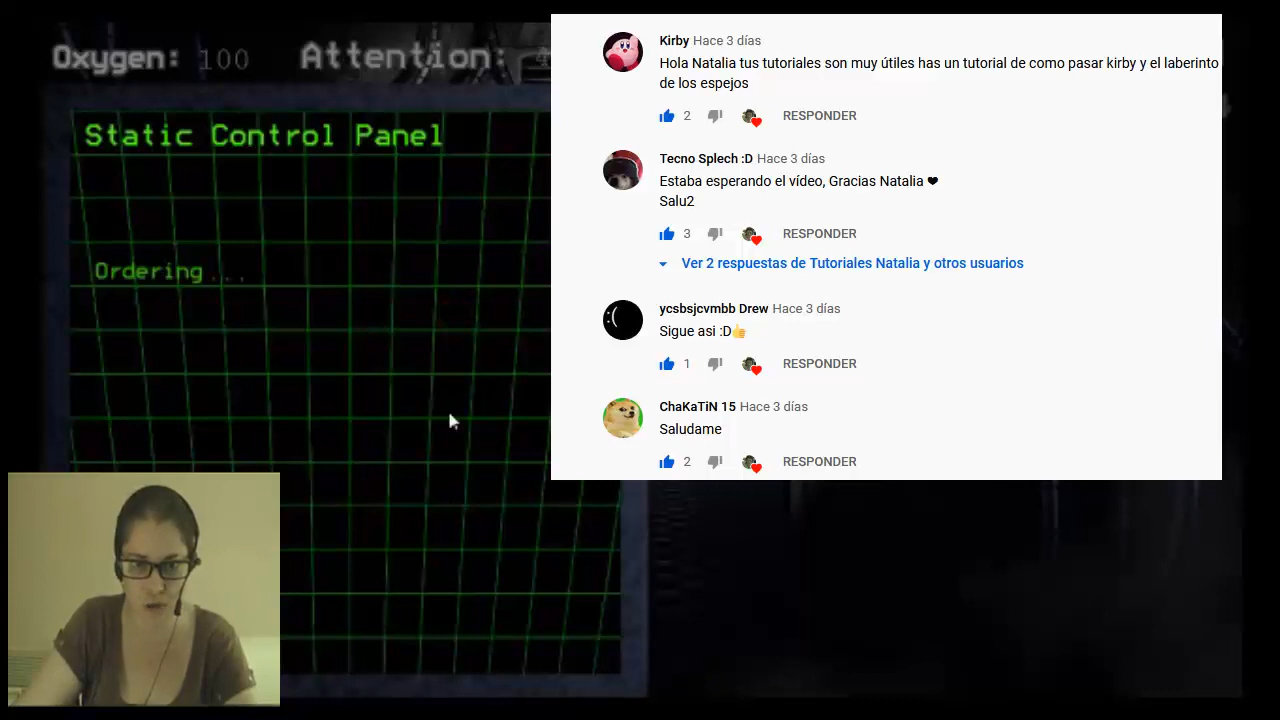 Oxygen: 100 Attention:
Static Control Panel
Ordering...
Kirby Hace 3 días
Hola Natalia tus tutoriales son muy útiles has un tutorial de como pasar kirby y el laberinto
de los espejos
2 RESPONDER
Tecno Splech :D Hace 3 días
Estaba esperando el vídeo, Gracias Natalia ❤
Salu2
3 RESPONDER
Ver 2 respuestas de Tutoriales Natalia y otros usuarios
ycsbsjcvmbb Drew Hace 3 días
Sigue asi :D👍
1 RESPONDER
ChaKaTiN 15 Hace 3 días
Saludame
2 RESPONDER